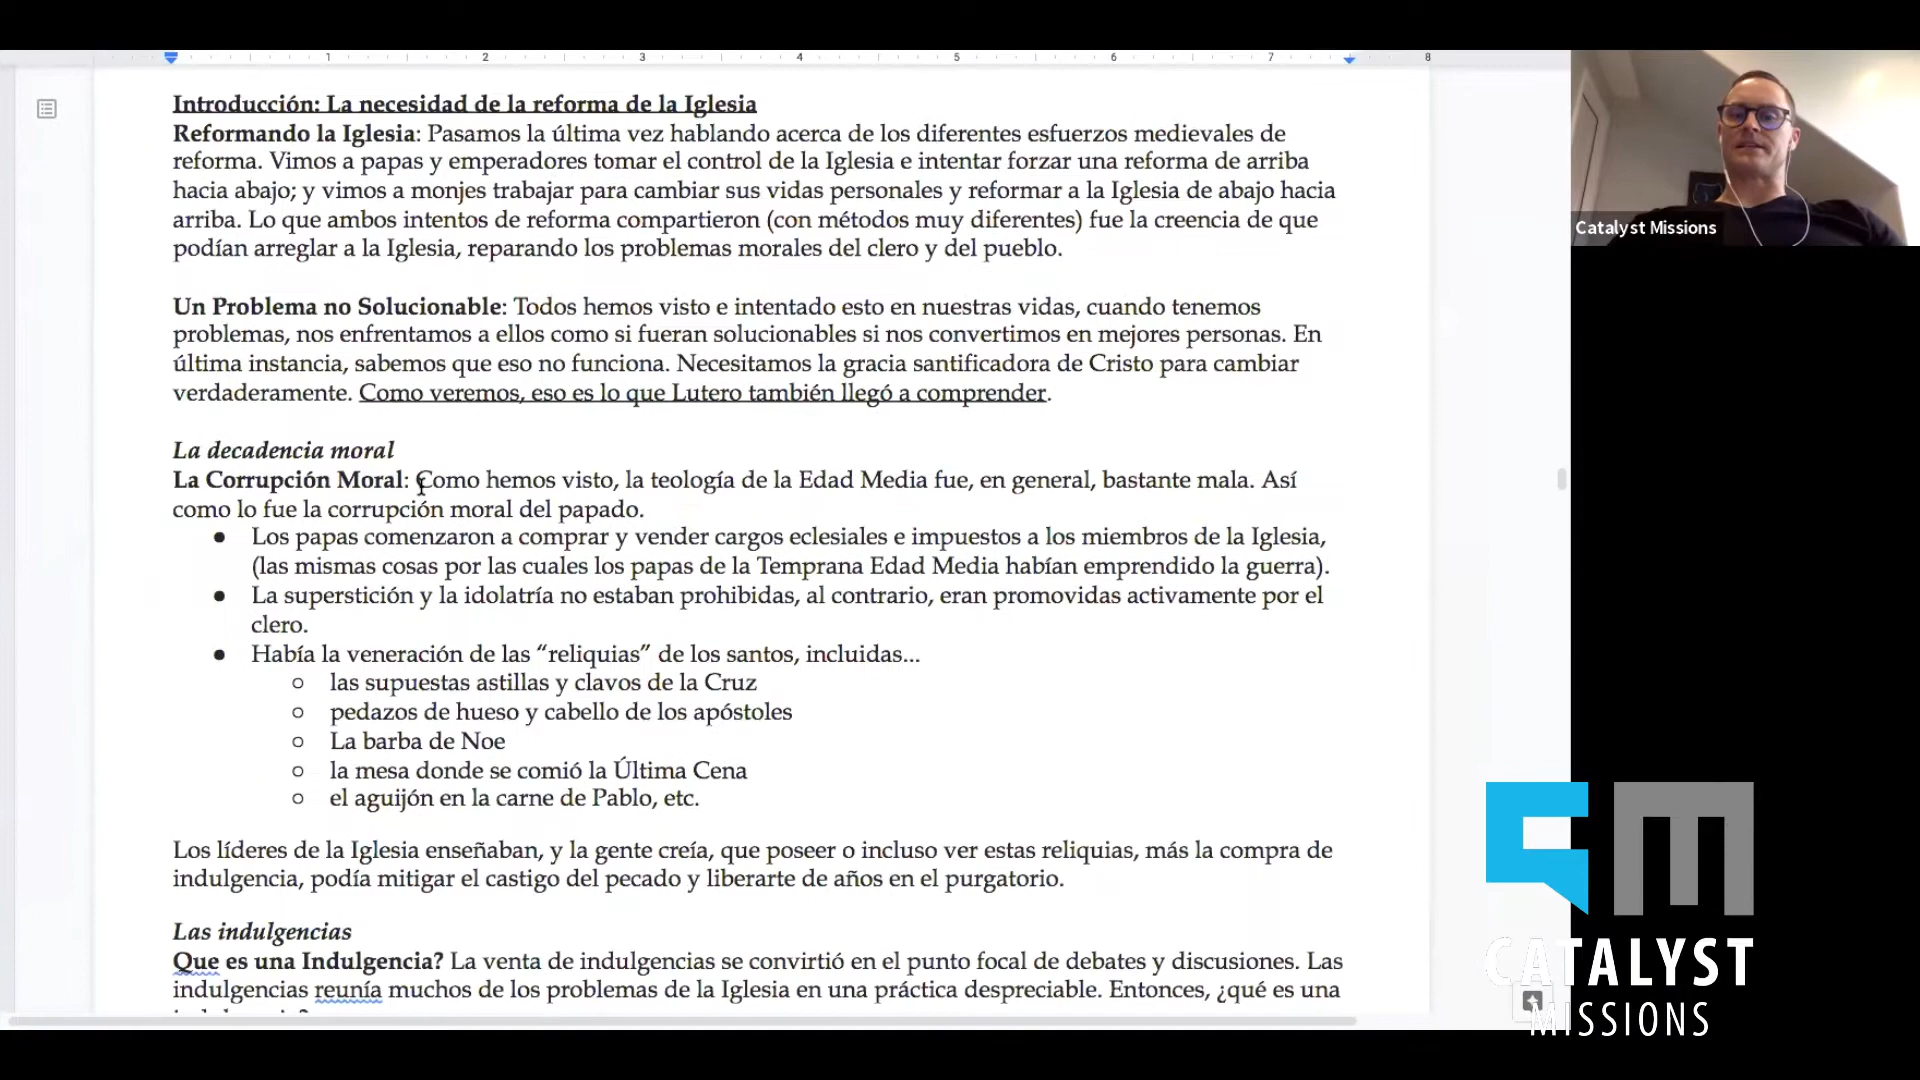 1 2 3 4 5 6 7 8
Introducción: La necesidad de la reforma de la Iglesia
Reformando la Iglesia: Pasamos la última vez hablando acerca de los diferentes esfuerzos medievales de
reforma. Vimos a papas y emperadores tomar el control de la Iglesia e intentar forzar una reforma de arriba
hacia abajo; y vimos a monjes trabajar para cambiar sus vidas personales y reformar a la Iglesia de abajo hacia
arriba. Lo que ambos intentos de reforma compartieron (con métodos muy diferentes) fue la creencia de que
podían arreglar a la Iglesia, reparando los problemas morales del clero y del pueblo.
Un Problema no Solucionable: Todos hemos visto e intentado esto en nuestras vidas, cuando tenemos
problemas, nos enfrentamos a ellos como si fueran solucionables si nos convertimos en mejores personas. En
última instancia, sabemos que eso no funciona. Necesitamos la gracia santificadora de Cristo para cambiar
verdaderamente. Como veremos, eso es lo que Lutero también llegó a comprender.
La decadencia moral
La Corrupción Moral: Como hemos visto, la teología de la Edad Media fue, en general, bastante mala. Así
como lo fue la corrupción moral del papado.
● Los papas comenzaron a comprar y vender cargos eclesiales e impuestos a los miembros de la Iglesia,
(las mismas cosas por las cuales los papas de la Temprana Edad Media habían emprendido la guerra).
● La superstición y la idolatría no estaban prohibidas, al contrario, eran promovidas activamente por el
clero.
● Había la veneración de las “reliquias” de los santos, incluidas...
○ las supuestas astillas y clavos de la Cruz
○ pedazos de hueso y cabello de los apóstoles
○ La barba de Noe
○ la mesa donde se comió la Última Cena
○ el aguijón en la carne de Pablo, etc.
Los líderes de la Iglesia enseñaban, y la gente creía, que poseer o incluso ver estas reliquias, más la compra de
indulgencia, podía mitigar el castigo del pecado y liberarte de años en el purgatorio.
Las indulgencias
Que es una Indulgencia? La venta de indulgencias se convirtió en el punto focal de debates y discusiones. Las
indulgencias reunía muchos de los problemas de la Iglesia en una práctica despreciable. Entonces, ¿qué es una
Catalyst Missions
CATALYST
MISSIONS